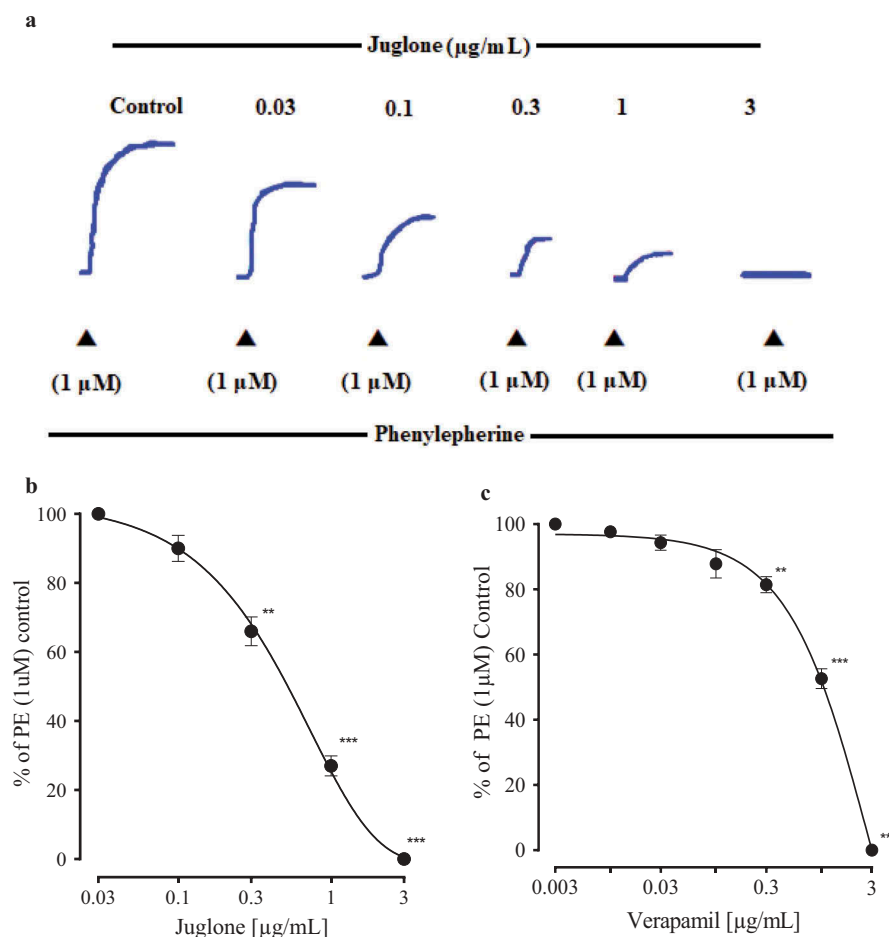 a
Juglone (µg/mL)
Control 0.03 0.1 0.3 1 3
(1 µM) (1 µM) (1 µM) (1 µM) (1 µM) (1 µM)
Phenylepherine
b
% of PE (1uM) control
100
80
60
40
20
0
**
***
***
0.03 0.1 0.3 1 3
Juglone [µg/mL]
c
% of PE (1µM) Control
100
80
60
40
20
0
**
***
**
0.003 0.03 0.3 3
Verapamil [µg/mL]